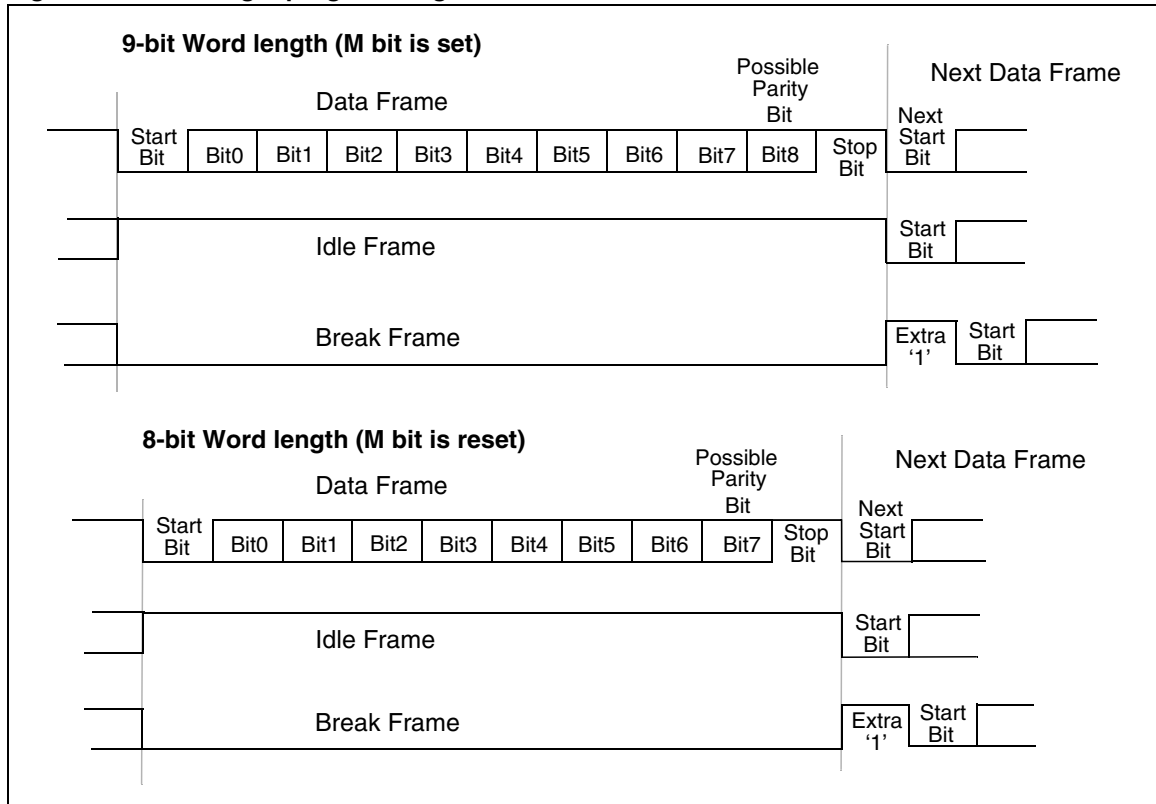 9-bit Word length (M bit is set)
Possible
Parity
Bit
Next Data Frame
Data Frame
Start
Bit
Bit0
Bit1
Bit2
Bit3
Bit4
Bit5
Bit6
Bit7
Bit8
Stop
Bit
Next
Start
Bit
Idle Frame
Start
Bit
Break Frame
Extra
‘1’
Start
Bit
8-bit Word length (M bit is reset)
Possible
Parity
Bit
Next Data Frame
Data Frame
Start
Bit
Bit0
Bit1
Bit2
Bit3
Bit4
Bit5
Bit6
Bit7
Stop
Bit
Next
Start
Bit
Idle Frame
Start
Bit
Break Frame
Extra
‘1’
Start
Bit